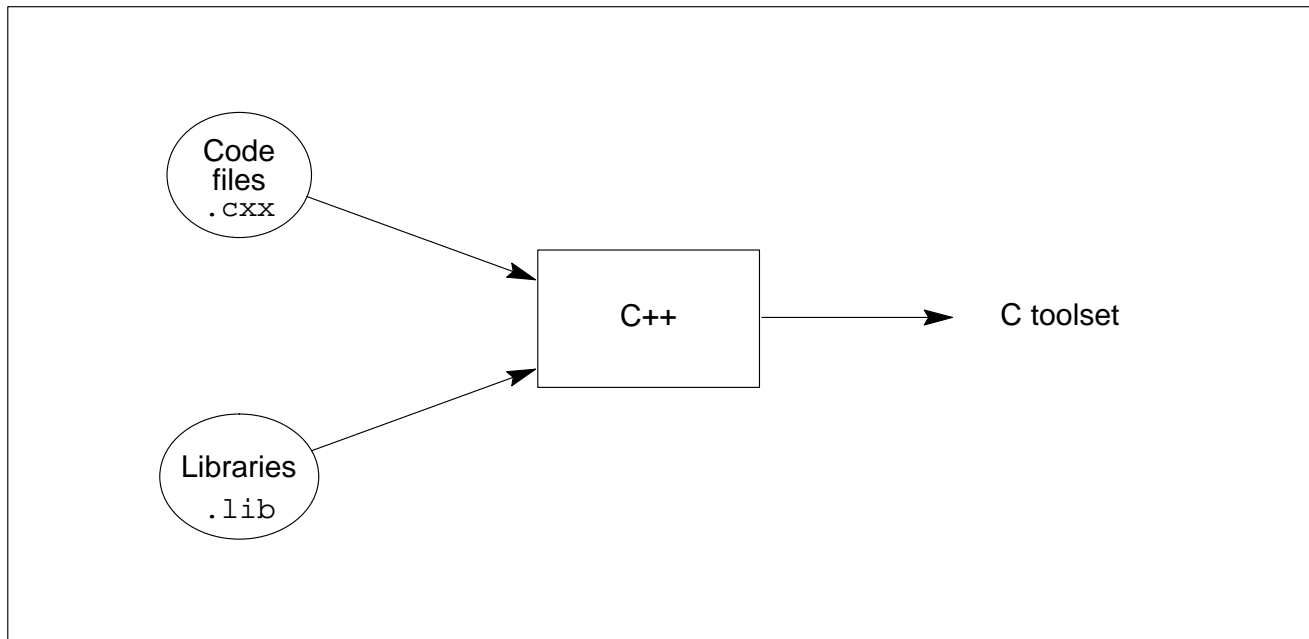 Code
files
.cxx
C++
C toolset
Libraries
.lib